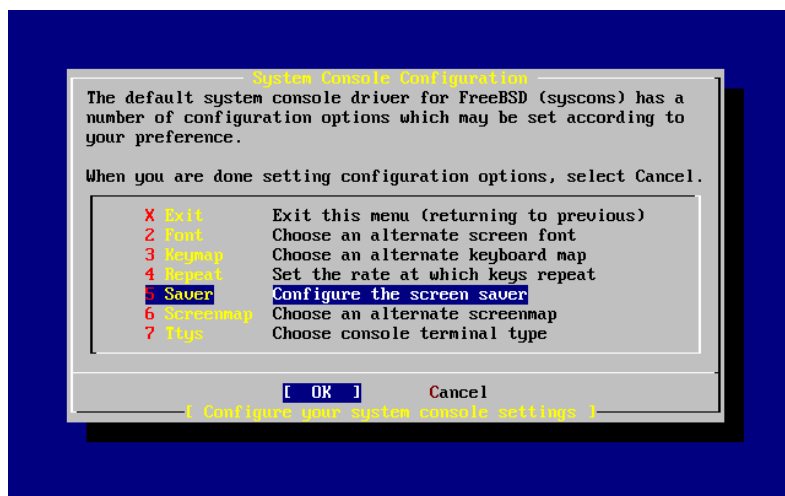 System Console Configuration
The default system console driver for FreeBSD (syscons) has a
number of configuration options which may be set according to
your preference.
When you are done setting configuration options, select Cancel.
X Exit Exit this menu (returning to previous)
2 Font Choose an alternate screen font
3 Keymap Choose an alternate keyboard map
4 Repeat Set the rate at which keys repeat
5 Saver Configure the screen saver
6 Screenmap Choose an alternate screenmap
7 Ttys Choose console terminal type
[ OK ] Cancel
[ Configure your system console settings ]